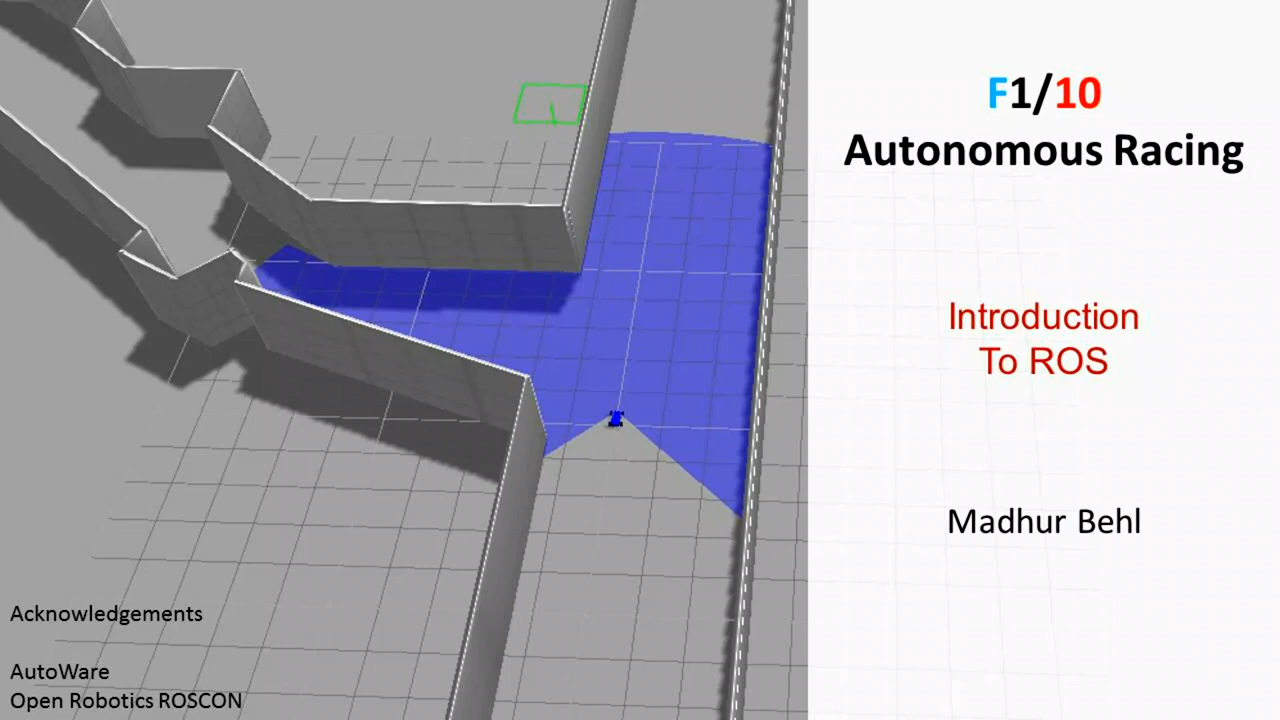 F1/10
Autonomous Racing
Introduction
To ROS
Madhur Behl
Acknowledgements
AutoWare
Open Robotics ROSCON